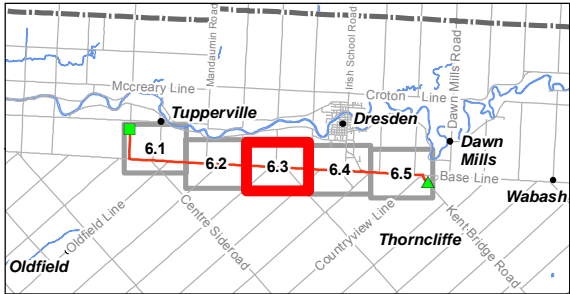 Mandaumin Road
Irish School Road
Dawn Mills Road
Mccreary Line
Croton Line
Tupperville
Dresden
Dawn
Mills
6.1
6.2
6.3
6.4
6.5
Base Line
Wabash
Oldfield Line
Centre Sideroad
Countryview Line
Kent Bridge Road
Thorncliffe
Oldfield